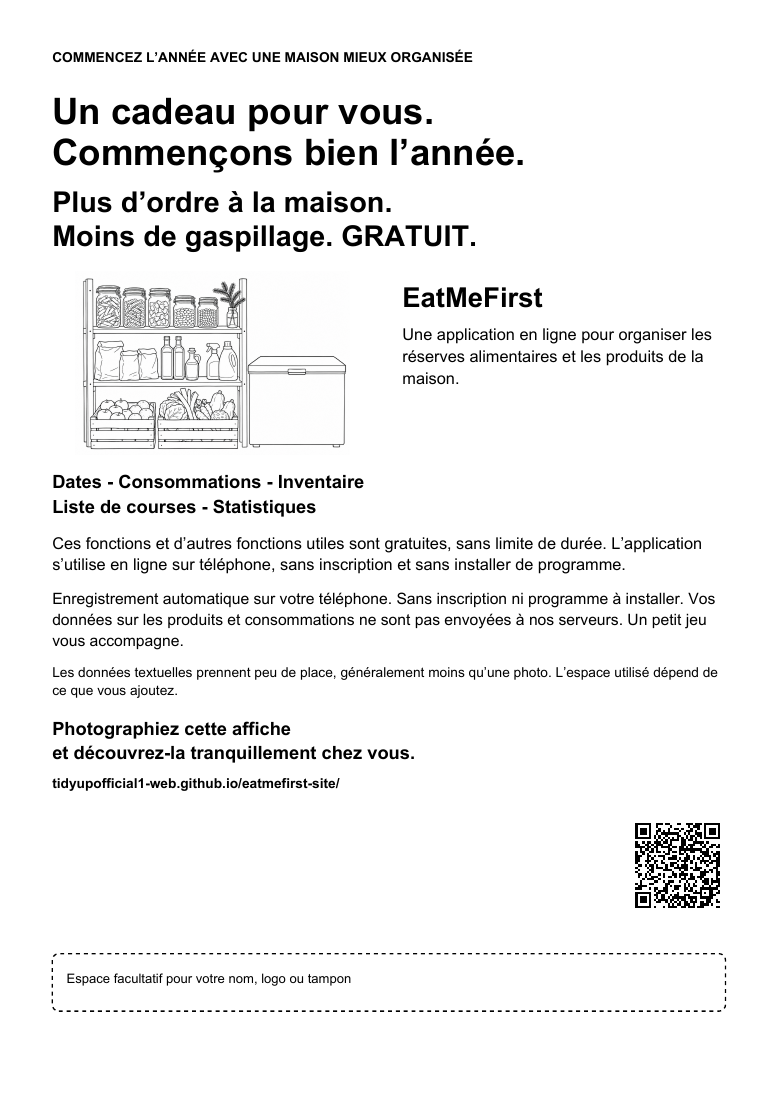 COMMENCEZ L’ANNÉE AVEC UNE MAISON MIEUX ORGANISÉE
Un cadeau pour vous.
Commençons bien l’année.
Plus d’ordre à la maison.
Moins de gaspillage. GRATUIT.
EatMeFirst
Une application en ligne pour organiser les
réserves alimentaires et les produits de la
maison.
Dates - Consommations - Inventaire
Liste de courses - Statistiques
Ces fonctions et d’autres fonctions utiles sont gratuites, sans limite de durée. L’application
s’utilise en ligne sur téléphone, sans inscription et sans installer de programme.
Enregistrement automatique sur votre téléphone. Sans inscription ni programme à installer. Vos
données sur les produits et consommations ne sont pas envoyées à nos serveurs. Un petit jeu
vous accompagne.
Les données textuelles prennent peu de place, généralement moins qu’une photo. L’espace utilisé dépend de
ce que vous ajoutez.
Photographiez cette affiche
et découvrez-la tranquillement chez vous.
tidyupofficial1-web.github.io/eatmefirst-site/
Espace facultatif pour votre nom, logo ou tampon